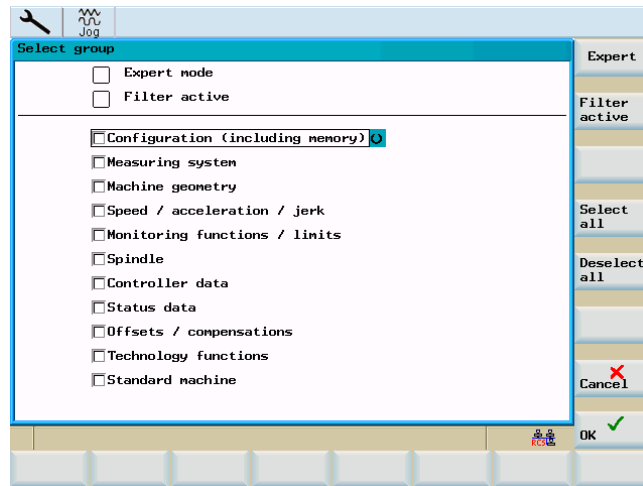 Jog
Select group
Expert mode
Filter active
Configuration (including memory)
Measuring system
Machine geometry
Speed / acceleration / jerk
Monitoring functions / limits
Spindle
Controller data
Status data
Offsets / compensations
Technology functions
Standard machine
Expert
Filter
active
Select
all
Deselect
all
Cancel
OK
RCS